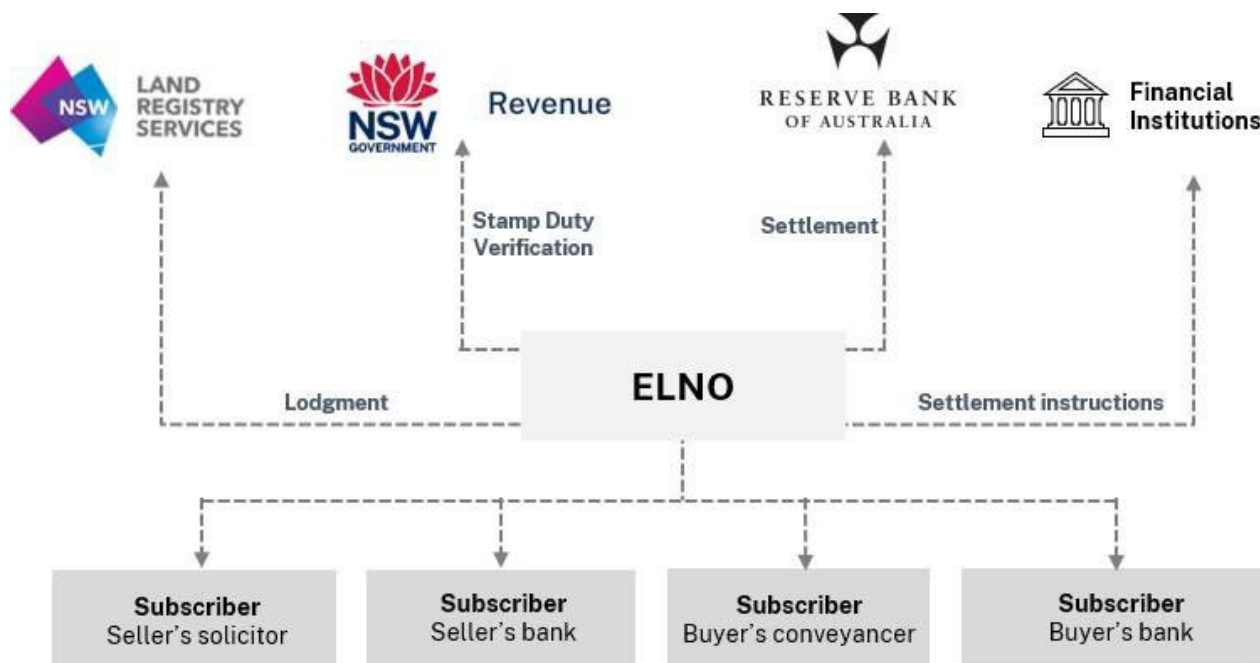 NSW
LAND
REGISTRY
SERVICES
NSW
GOVERNMENT
Revenue
RESERVE BANK
OF AUSTRALIA
Financial
Institutions
Stamp Duty
Verification
Settlement
ELNO
Lodgment
Settlement instructions
Subscriber
Seller’s solicitor
Subscriber
Seller’s bank
Subscriber
Buyer’s conveyancer
Subscriber
Buyer’s bank